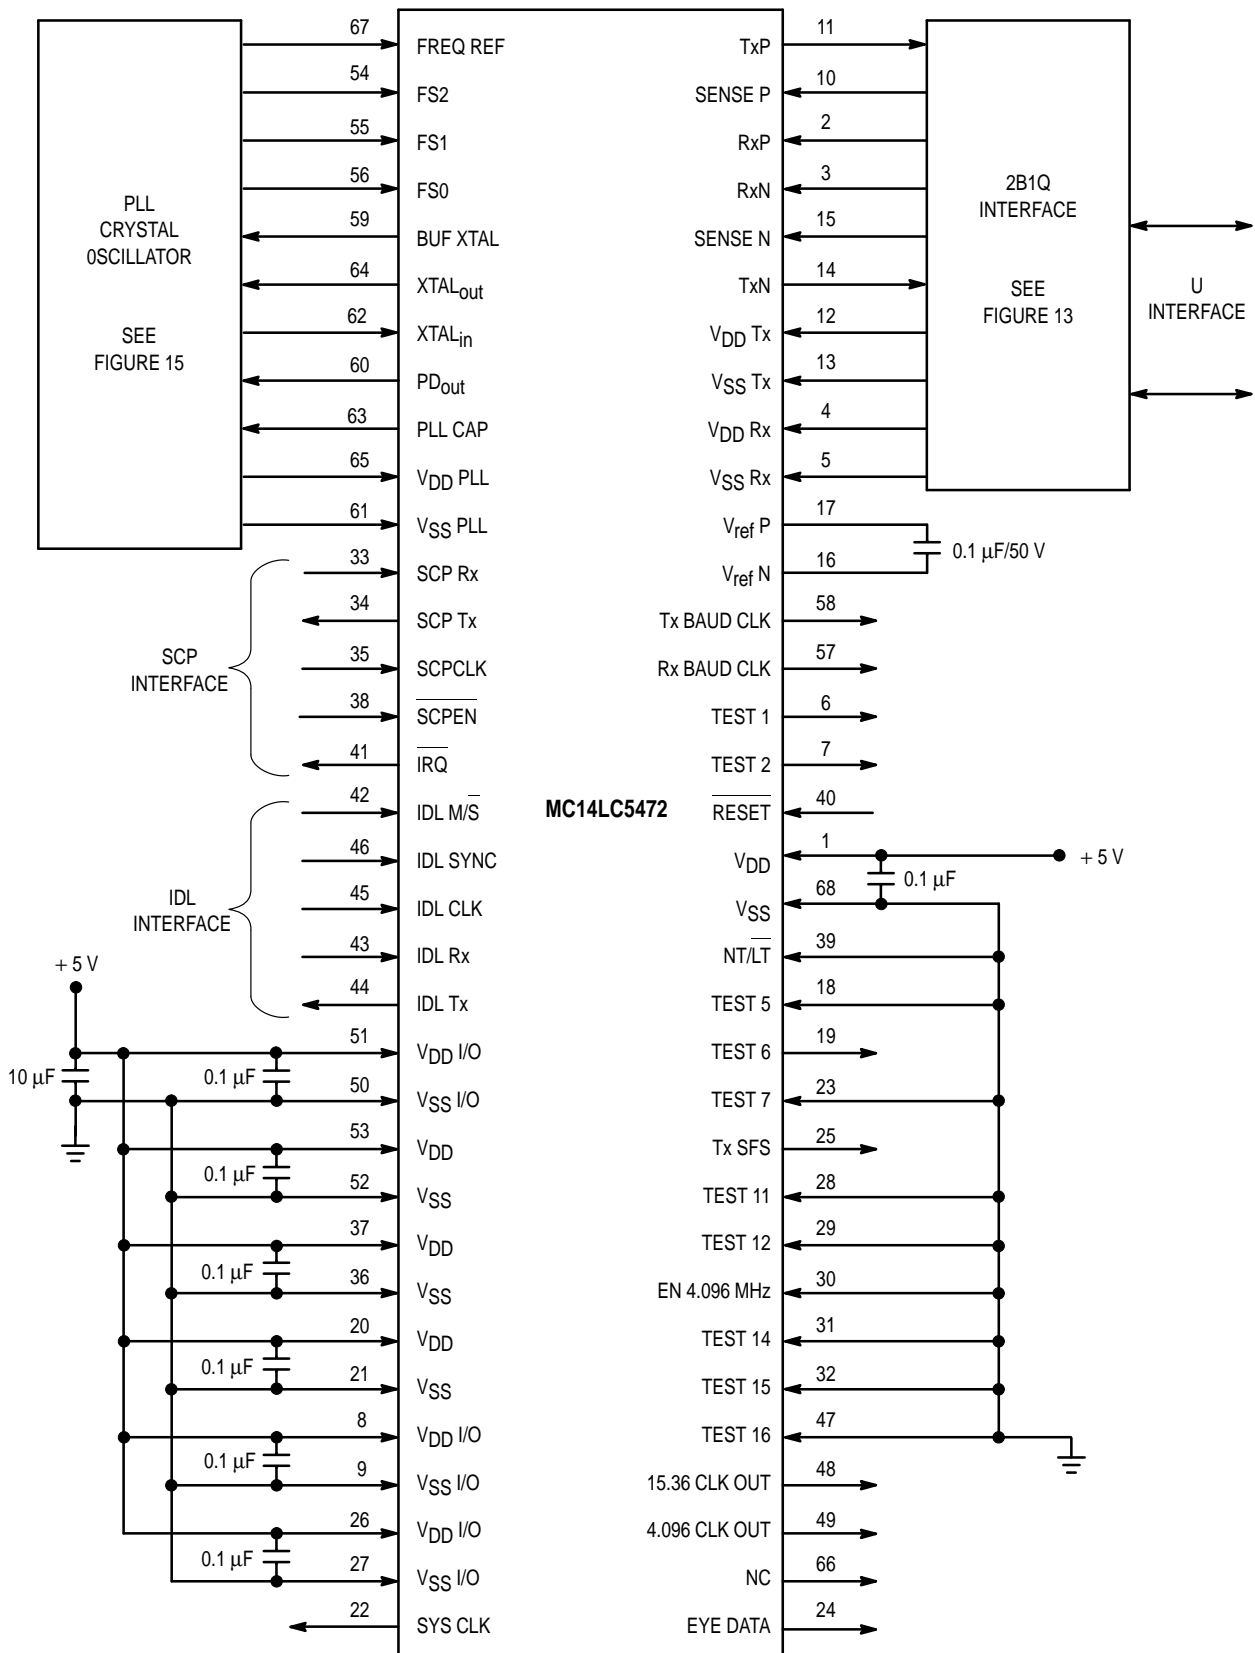 PLL
CRYSTAL
0SCILLATOR
SEE
FIGURE 15
67
FREQ REF
54
FS2
55
FS1
56
FS0
59
BUF XTAL
64
XTALout
62
XTALin
60
PDout
63
PLL CAP
65
VDD PLL
61
VSS PLL
SCP
INTERFACE
33
SCP Rx
34
SCP Tx
35
SCPCLK
38
SCPEN
41
IRQ
IDL
INTERFACE
42
IDL M/S
46
IDL SYNC
45
IDL CLK
43
IDL Rx
44
IDL Tx
+ 5 V
10 µF
51
VDD I/O
0.1 µF
50
VSS I/O
53
VDD
0.1 µF
52
VSS
37
VDD
0.1 µF
36
VSS
20
VDD
0.1 µF
21
VSS
8
VDD I/O
0.1 µF
9
VSS I/O
26
VDD I/O
0.1 µF
27
VSS I/O
22
SYS CLK
MC14LC5472
TxP
11
SENSE P
10
RxP
2
RxN
3
SENSE N
15
TxN
14
VDD Tx
12
VSS Tx
13
VDD Rx
4
VSS Rx
5
2B1Q
INTERFACE
SEE
FIGURE 13
U
INTERFACE
Vref P
17
0.1 µF/50 V
Vref N
16
Tx BAUD CLK
58
Rx BAUD CLK
57
TEST 1
6
TEST 2
7
RESET
40
VDD
1
+ 5 V
0.1 µF
VSS
68
NT/LT
39
TEST 5
18
TEST 6
19
TEST 7
23
Tx SFS
25
TEST 11
28
TEST 12
29
EN 4.096 MHz
30
TEST 14
31
TEST 15
32
TEST 16
47
15.36 CLK OUT
48
4.096 CLK OUT
49
NC
66
EYE DATA
24